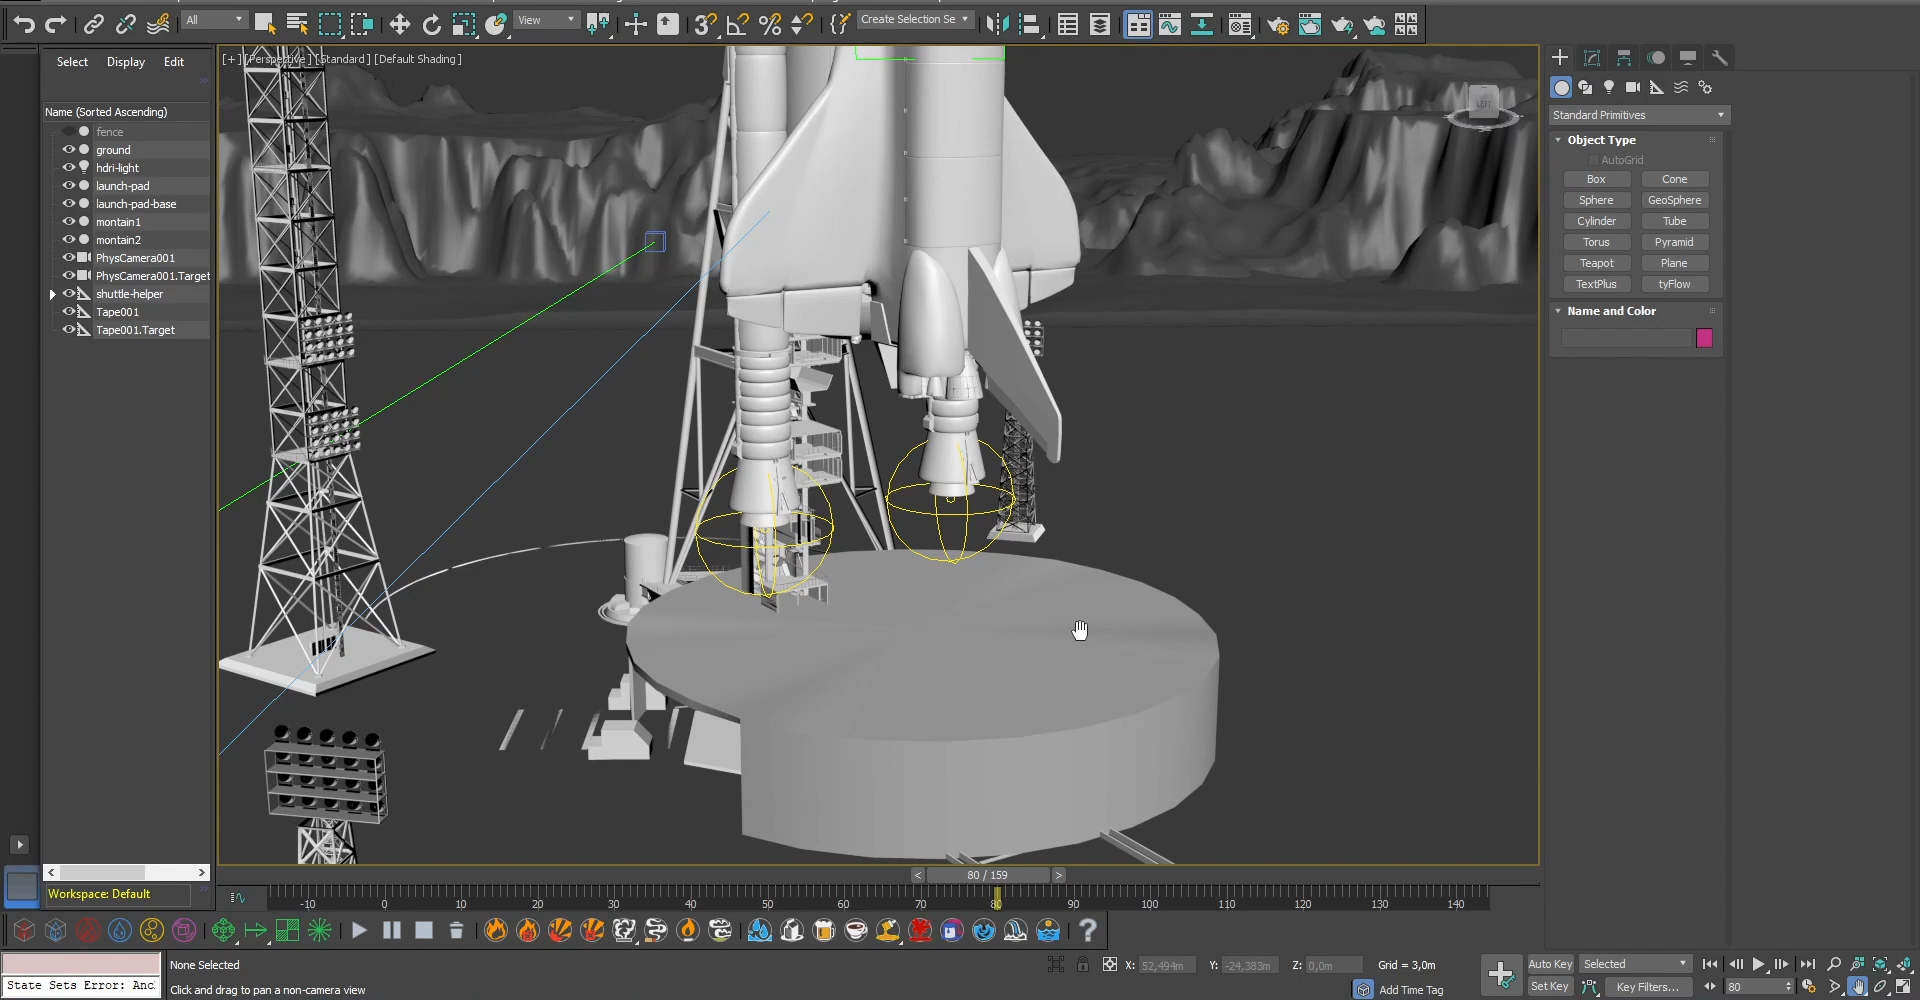 All
View
Create Selection Se
Select
Display
Edit
[+] [Perspective] [Standard] [Default Shading]
LEFT
Name (Sorted Ascending)
fence
ground
hdri-light
launch-pad
launch-pad-base
montain1
montain2
PhysCamera001
PhysCamera001.Target
shuttle-helper
Tape001
Tape001.Target
Standard Primitives
Object Type
AutoGrid
Box
Cone
Sphere
GeoSphere
Cylinder
Tube
Torus
Pyramid
Teapot
Plane
TextPlus
tyFlow
Name and Color
Workspace: Default
< 80 / 159 >
-10 0 10 20 30 40 50 60 70 80 90 100 110 120 130 140
None Selected
X: 52,494m Y: -24,383m Z: 0,0m Grid = 3,0m
Auto Key
Selected
State Sets Error: Anc
Click and drag to pan a non-camera view
Add Time Tag
Set Key
Key Filters...
80